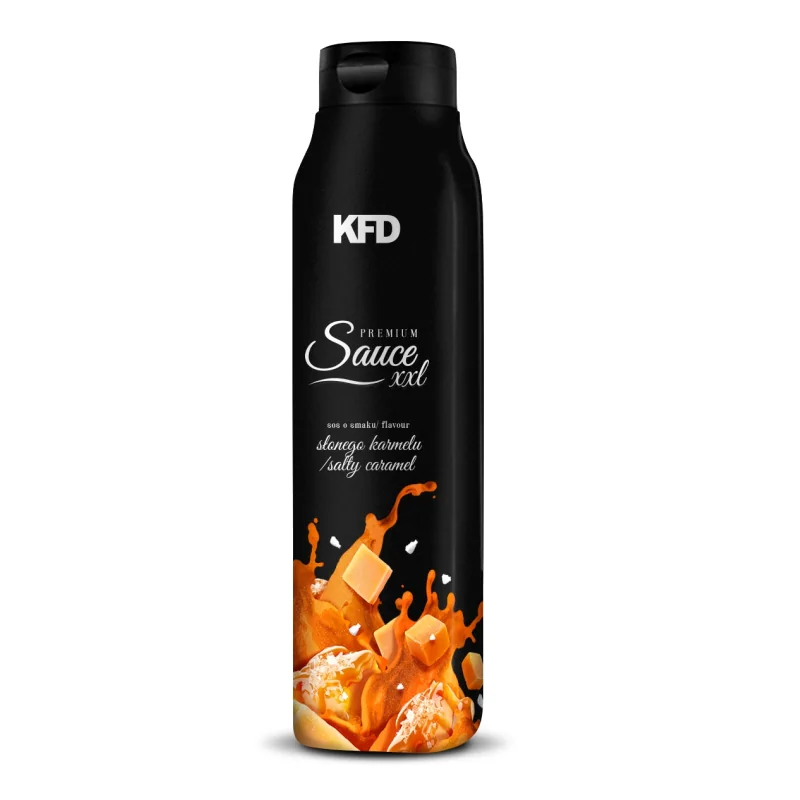 KFD
PREMIUM
Sauce
xxl
sos o smaku/ flavour
słonego karmelu
/salty caramel